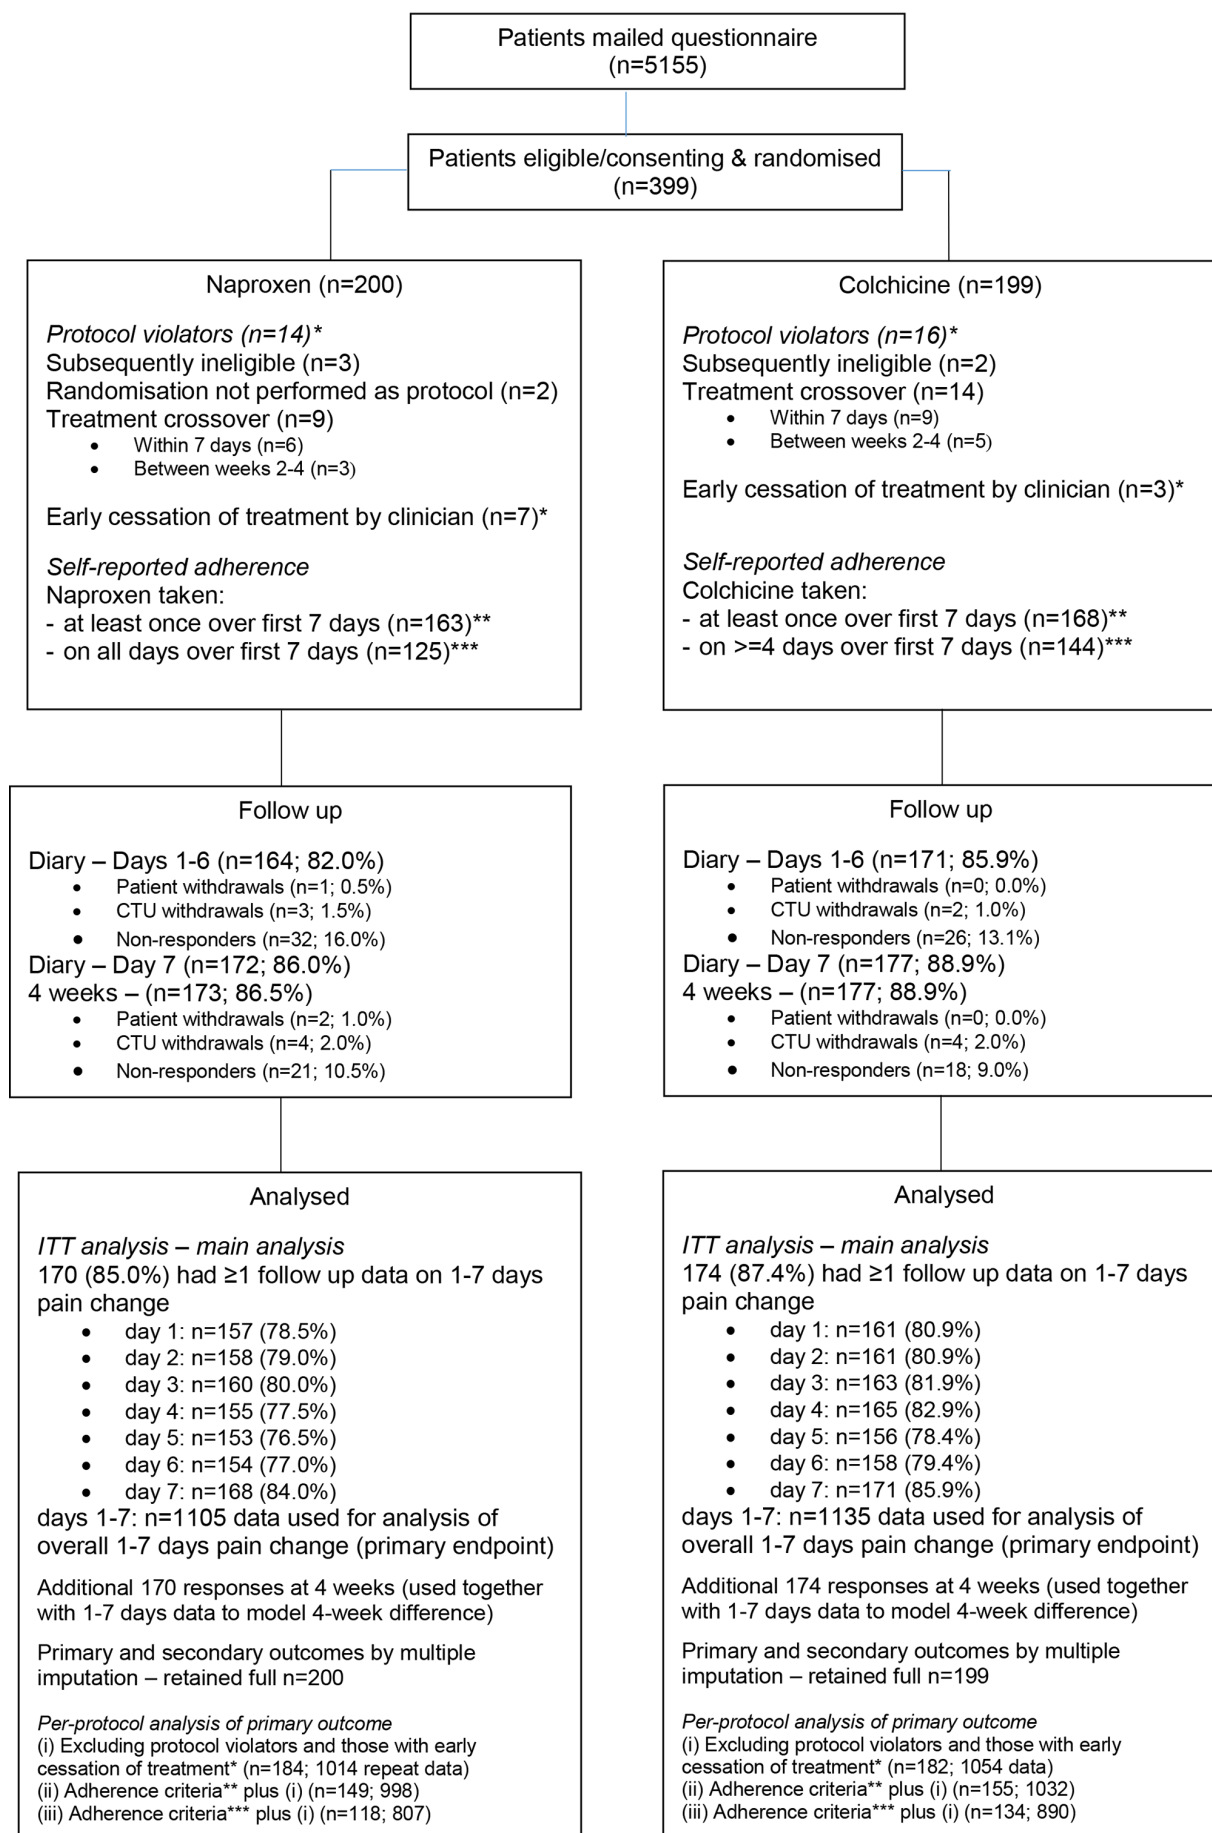 Patients mailed questionnaire
(n=5155)
Patients eligible/consenting & randomised
(n=399)
Naproxen (n=200)
Protocol violators (n=14)*
Subsequently ineligible (n=3)
Randomisation not performed as protocol (n=2)
Treatment crossover (n=9)
• Within 7 days (n=6)
• Between weeks 2-4 (n=3)
Early cessation of treatment by clinician (n=7)*
Self-reported adherence
Naproxen taken:
- at least once over first 7 days (n=163)**
- on all days over first 7 days (n=125)***
Colchicine (n=199)
Protocol violators (n=16)*
Subsequently ineligible (n=2)
Treatment crossover (n=14)
• Within 7 days (n=9)
• Between weeks 2-4 (n=5)
Early cessation of treatment by clinician (n=3)*
Self-reported adherence
Colchicine taken:
- at least once over first 7 days (n=168)**
- on >=4 days over first 7 days (n=144)***
Follow up
Diary – Days 1-6 (n=164; 82.0%)
• Patient withdrawals (n=1; 0.5%)
• CTU withdrawals (n=3; 1.5%)
• Non-responders (n=32; 16.0%)
Diary – Day 7 (n=172; 86.0%)
4 weeks – (n=173; 86.5%)
• Patient withdrawals (n=2; 1.0%)
• CTU withdrawals (n=4; 2.0%)
• Non-responders (n=21; 10.5%)
Follow up
Diary – Days 1-6 (n=171; 85.9%)
• Patient withdrawals (n=0; 0.0%)
• CTU withdrawals (n=2; 1.0%)
• Non-responders (n=26; 13.1%)
Diary – Day 7 (n=177; 88.9%)
4 weeks – (n=177; 88.9%)
• Patient withdrawals (n=0; 0.0%)
• CTU withdrawals (n=4; 2.0%)
• Non-responders (n=18; 9.0%)
Analysed
ITT analysis – main analysis
170 (85.0%) had ≥1 follow up data on 1-7 days
pain change
• day 1: n=157 (78.5%)
• day 2: n=158 (79.0%)
• day 3: n=160 (80.0%)
• day 4: n=155 (77.5%)
• day 5: n=153 (76.5%)
• day 6: n=154 (77.0%)
• day 7: n=168 (84.0%)
days 1-7: n=1105 data used for analysis of
overall 1-7 days pain change (primary endpoint)
Additional 170 responses at 4 weeks (used together
with 1-7 days data to model 4-week difference)
Primary and secondary outcomes by multiple
imputation – retained full n=200
Per-protocol analysis of primary outcome
(i) Excluding protocol violators and those with early
cessation of treatment* (n=184; 1014 repeat data)
(ii) Adherence criteria** plus (i) (n=149; 998)
(iii) Adherence criteria*** plus (i) (n=118; 807)
Analysed
ITT analysis – main analysis
174 (87.4%) had ≥1 follow up data on 1-7 days
pain change
• day 1: n=161 (80.9%)
• day 2: n=161 (80.9%)
• day 3: n=163 (81.9%)
• day 4: n=165 (82.9%)
• day 5: n=156 (78.4%)
• day 6: n=158 (79.4%)
• day 7: n=171 (85.9%)
days 1-7: n=1135 data used for analysis of
overall 1-7 days pain change (primary endpoint)
Additional 174 responses at 4 weeks (used together
with 1-7 days data to model 4-week difference)
Primary and secondary outcomes by multiple
imputation – retained full n=199
Per-protocol analysis of primary outcome
(i) Excluding protocol violators and those with early
cessation of treatment* (n=182; 1054 data)
(ii) Adherence criteria** plus (i) (n=155; 1032)
(iii) Adherence criteria*** plus (i) (n=134; 890)